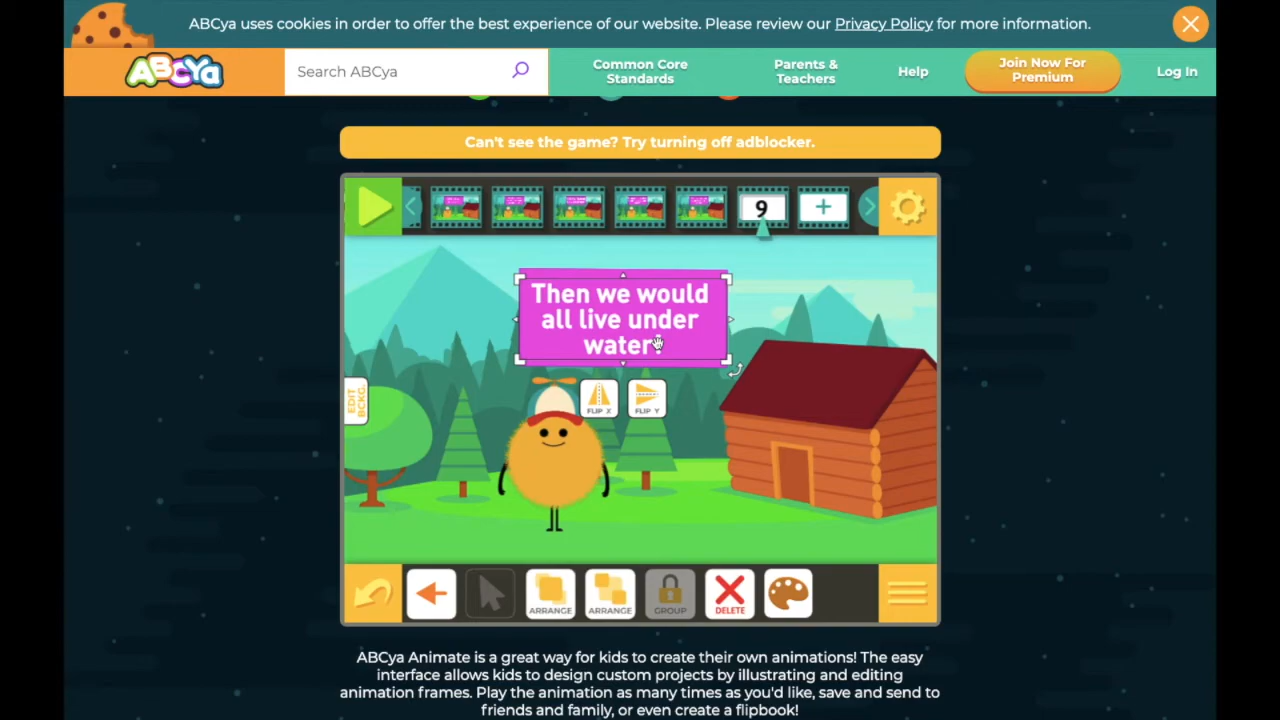 ABCya uses cookies in order to offer the best experience of our website. Please review our Privacy Policy for more information.
ABCYa
Search ABCya
Common Core
Standards
Parents &
Teachers
Help
Join Now For
Premium
Log In
Can't see the game? Try turning off adblocker.
9
+
Then we would
all live under
water!
EDIT
BCKG.
FLIP X
FLIP Y
ARRANGE
ARRANGE
GROUP
DELETE
ABCya Animate is a great way for kids to create their own animations! The easy
interface allows kids to design custom projects by illustrating and editing
animation frames. Play the animation as many times as you'd like, save and send to
friends and family, or even create a flipbook!